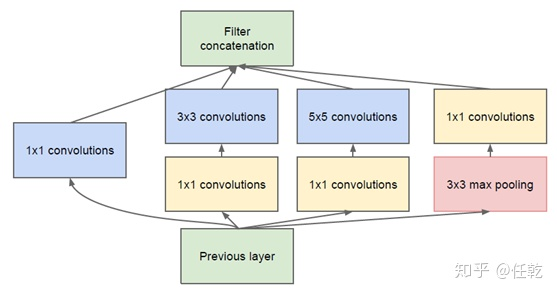 Filter
concatenation
3x3 convolutions
5x5 convolutions
1x1 convolutions
1x1 convolutions
1x1 convolutions
1x1 convolutions
3x3 max pooling
Previous layer
知乎 @任乾